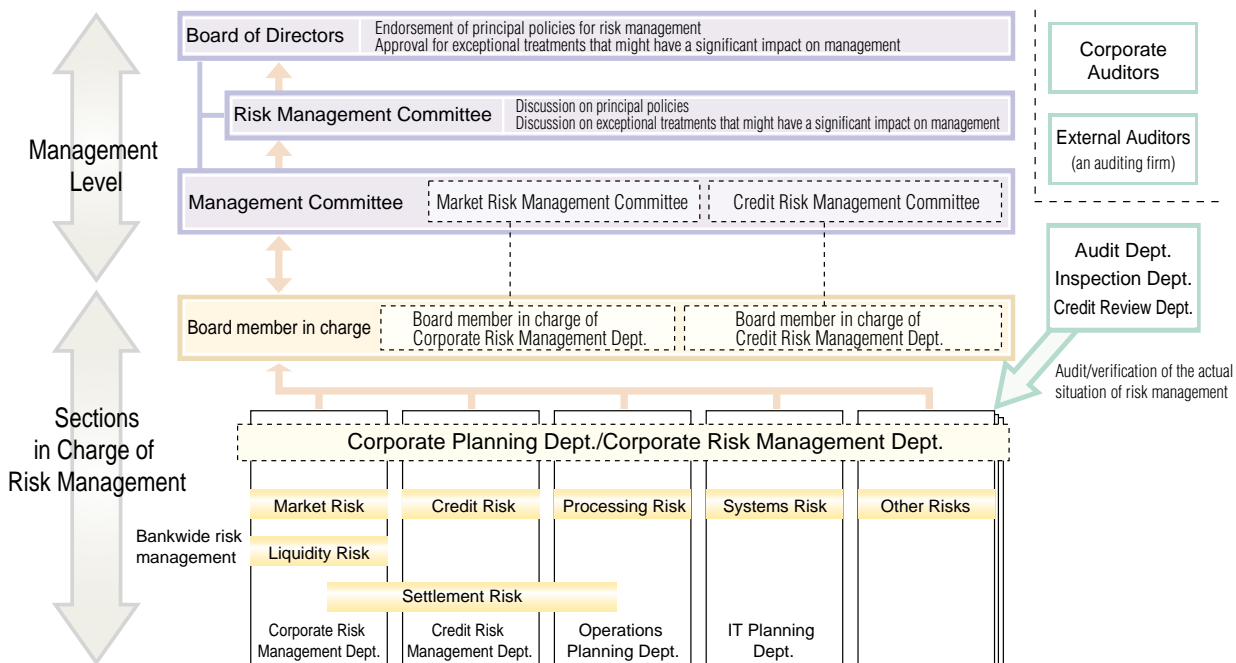 Board of Directors
Endorsement of principal policies for risk management
Approval for exceptional treatments that might have a significant impact on management
Corporate
Auditors
Risk Management Committee
Discussion on principal policies
Discussion on exceptional treatments that might have a significant impact on management
External Auditors
(an auditing firm)
Management
Level
Management Committee
Market Risk Management Committee
Credit Risk Management Committee
Audit Dept.
Inspection Dept.
Credit Review Dept.
Board member in charge
Board member in charge of
Corporate Risk Management Dept.
Board member in charge of
Credit Risk Management Dept.
Audit/verification of the actual
situation of risk management
Sections
in Charge of
Risk Management
Corporate Planning Dept./Corporate Risk Management Dept.
Market Risk
Credit Risk
Processing Risk
Systems Risk
Other Risks
Bankwide risk
management
Liquidity Risk
Settlement Risk
Corporate Risk
Management Dept.
Credit Risk
Management Dept.
Operations
Planning Dept.
IT Planning
Dept.